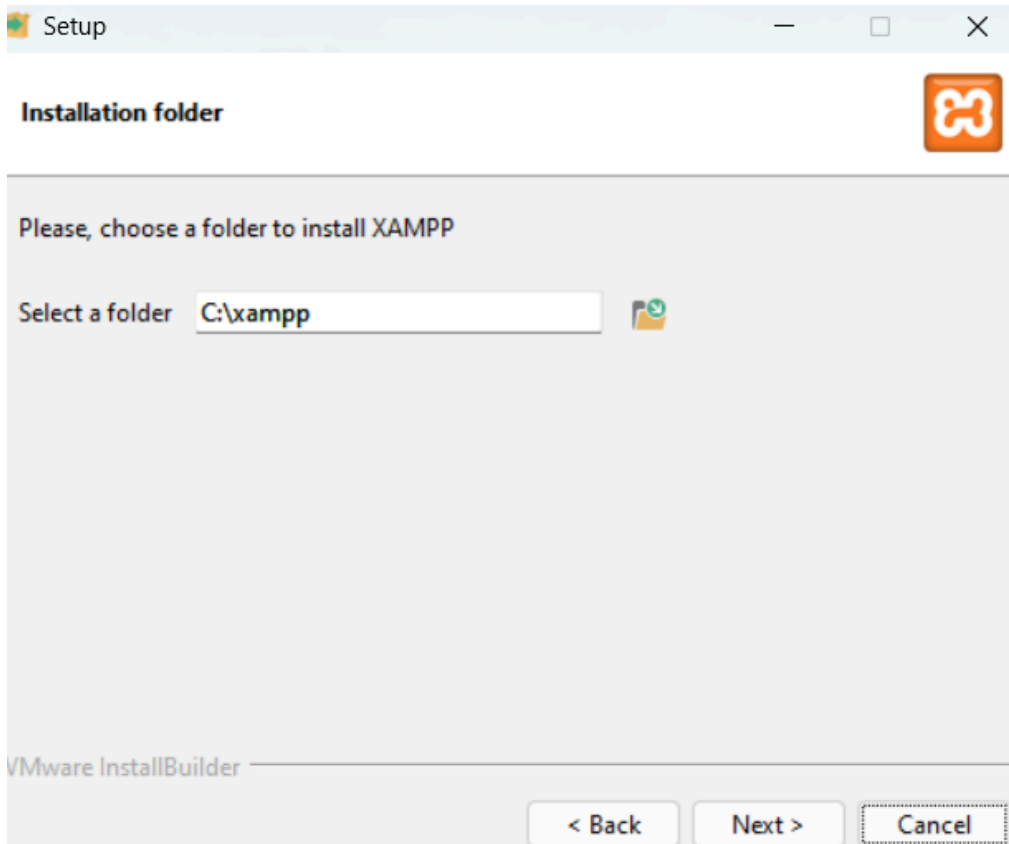 Setup
Installation folder
Please, choose a folder to install XAMPP
Select a folder C:\xampp
VMware InstallBuilder
< Back Next > Cancel